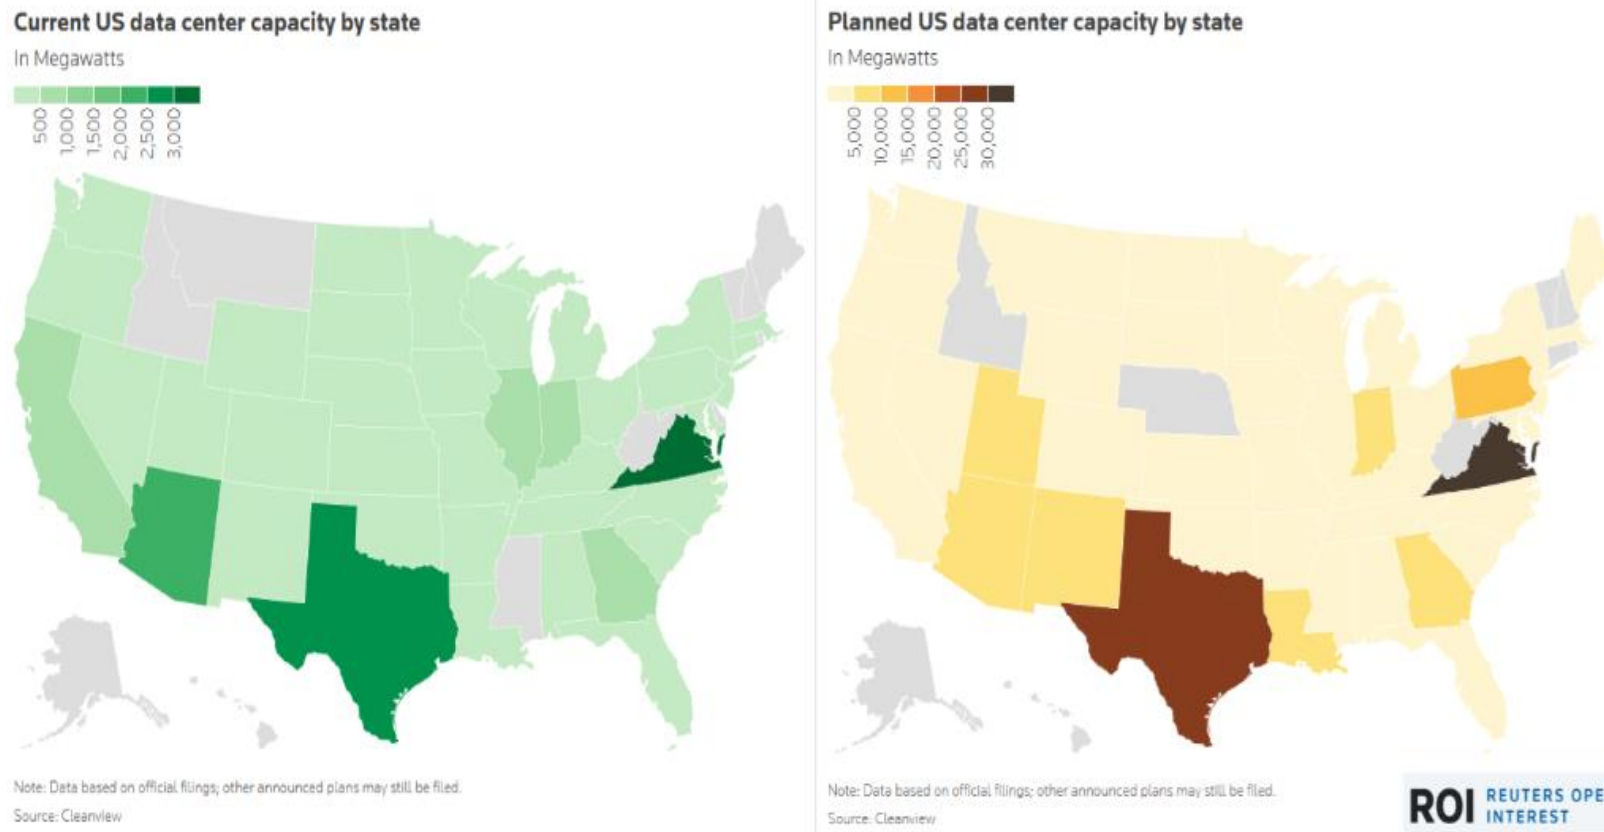 Current US data center capacity by state
In Megawatts
500
1,000
1,500
2,000
2,500
3,000
Note: Data based on official filings; other announced plans may still be filed.
Source: Cleanview
Planned US data center capacity by state
In Megawatts
5,000
10,000
15,000
20,000
25,000
30,000
Note: Data based on official filings; other announced plans may still be filed.
Source: Cleanview
ROI
REUTERS OPE
INTEREST